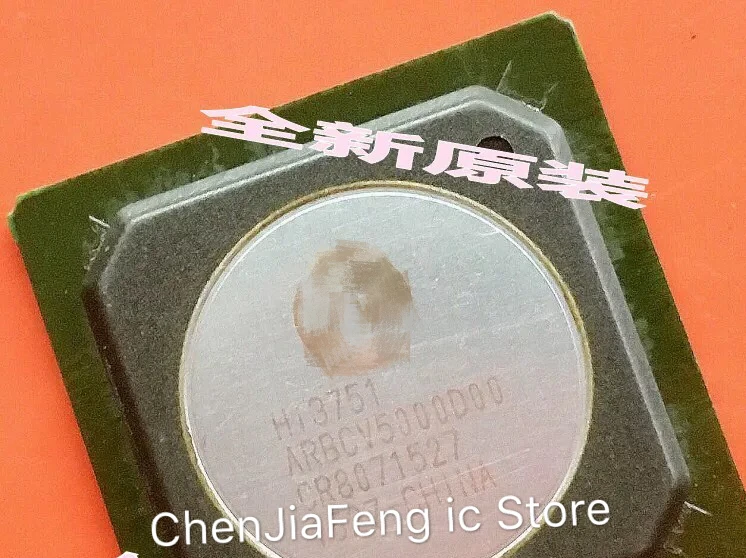 全新原装
Hi3751
ARBCV5000D00
CR8071527
CHINA
ChenJiaFeng ic Store